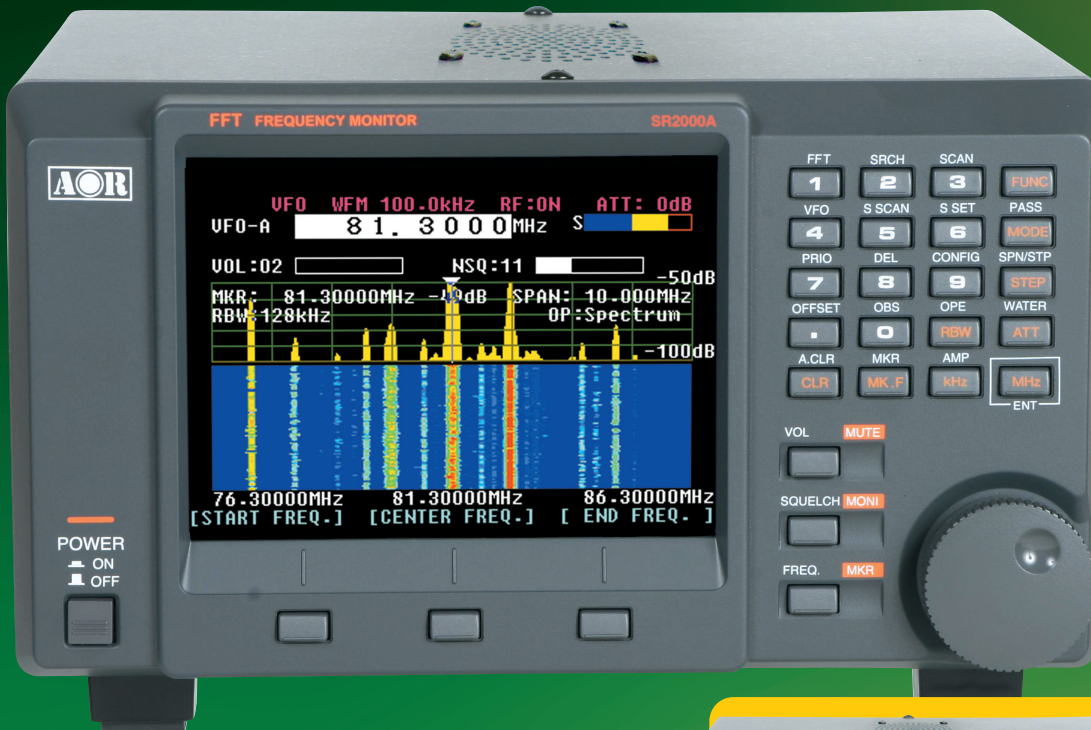 FFT FREQUENCY MONITOR SR2000A
AOR
VFO WFM 100.0kHz RF:ON ATT: 0dB
VFO-A 81.3000MHz S
VOL:02 NSQ:11
-50dB
MKR: 81.30000MHz dB SPAN: 10.000MHz
RBW:128kHz OP:Spectrum
-100dB
76.30000MHz 81.30000MHz 86.30000MHz
[START FREQ.] [CENTER FREQ.] [ END FREQ. ]
POWER
ON
OFF
FFT SRCH SCAN
1 2 3 FUNC
VFO S SCAN S SET PASS
4 5 6 MODE
PRIO DEL CONFIG SPN/STP
7 8 9 STEP
OFFSET OBS OPE WATER
. 0 RBW ATT
A.CLR MKR AMP
CLR MK.F kHz MHz
ENT
VOL MUTE
SQUELCH MONI
FREQ. MKR